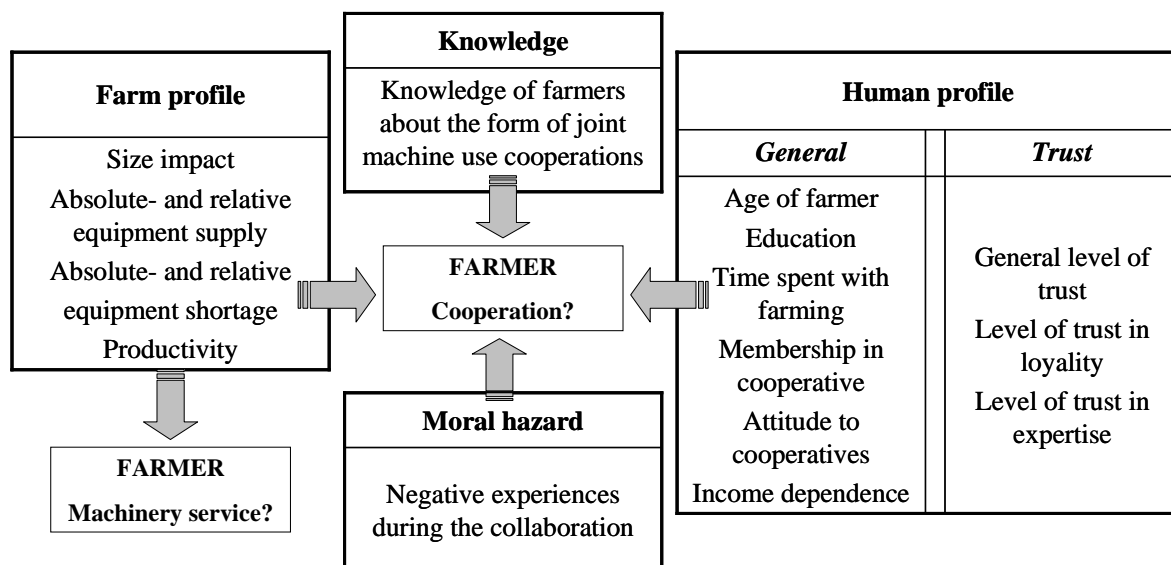 Farm profile
Size impact
Absolute- and relative
equipment supply
Absolute- and relative
equipment shortage
Productivity
FARMER
Machinery service?
Knowledge
Knowledge of farmers
about the form of joint
machine use cooperations
FARMER
Cooperation?
Moral hazard
Negative experiences
during the collaboration
Human profile
General
Age of farmer
Education
Time spent with
farming
Membership in
cooperative
Attitude to
cooperatives
Income dependence
Trust
General level of
trust
Level of trust in
loyality
Level of trust in
expertise